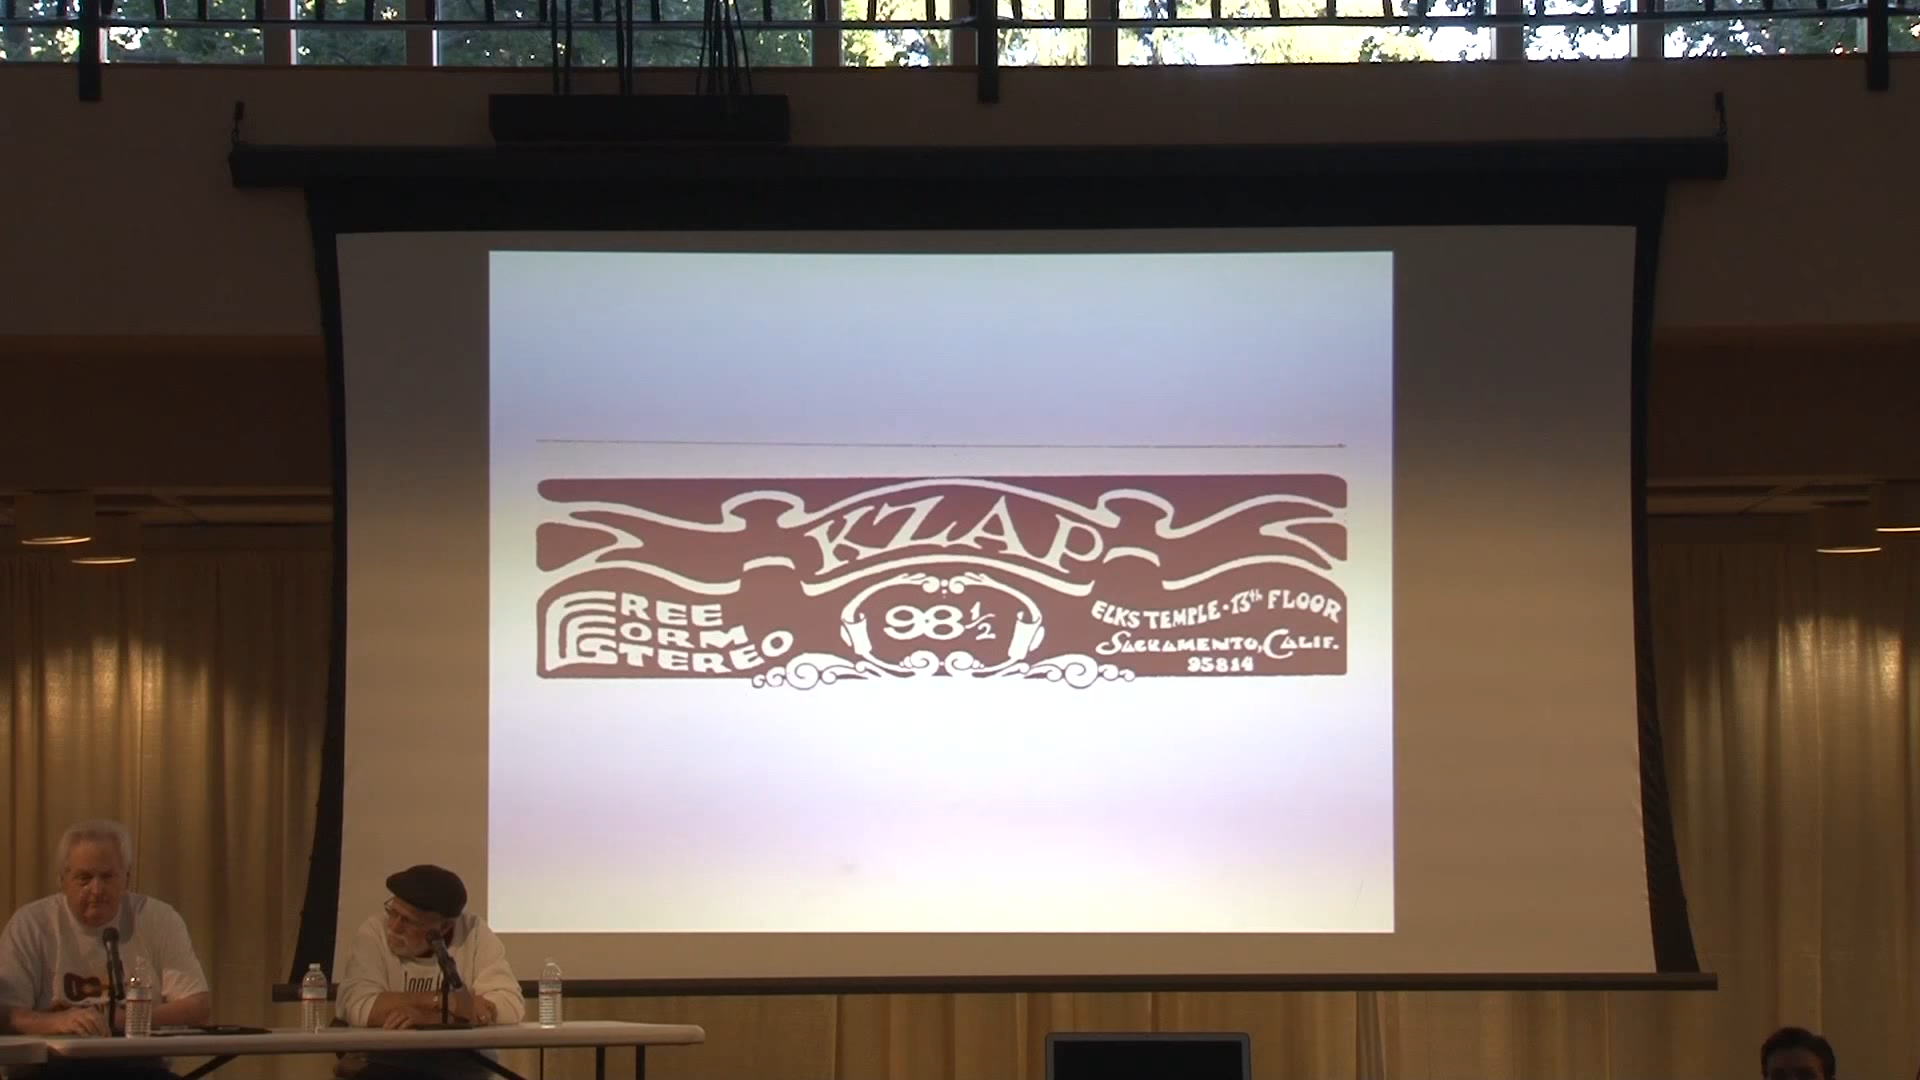 KZAP
FREE
FORM
STEREO
98½
ELKS TEMPLE · 13th FLOOR
SACRAMENTO, CALIF.
95814